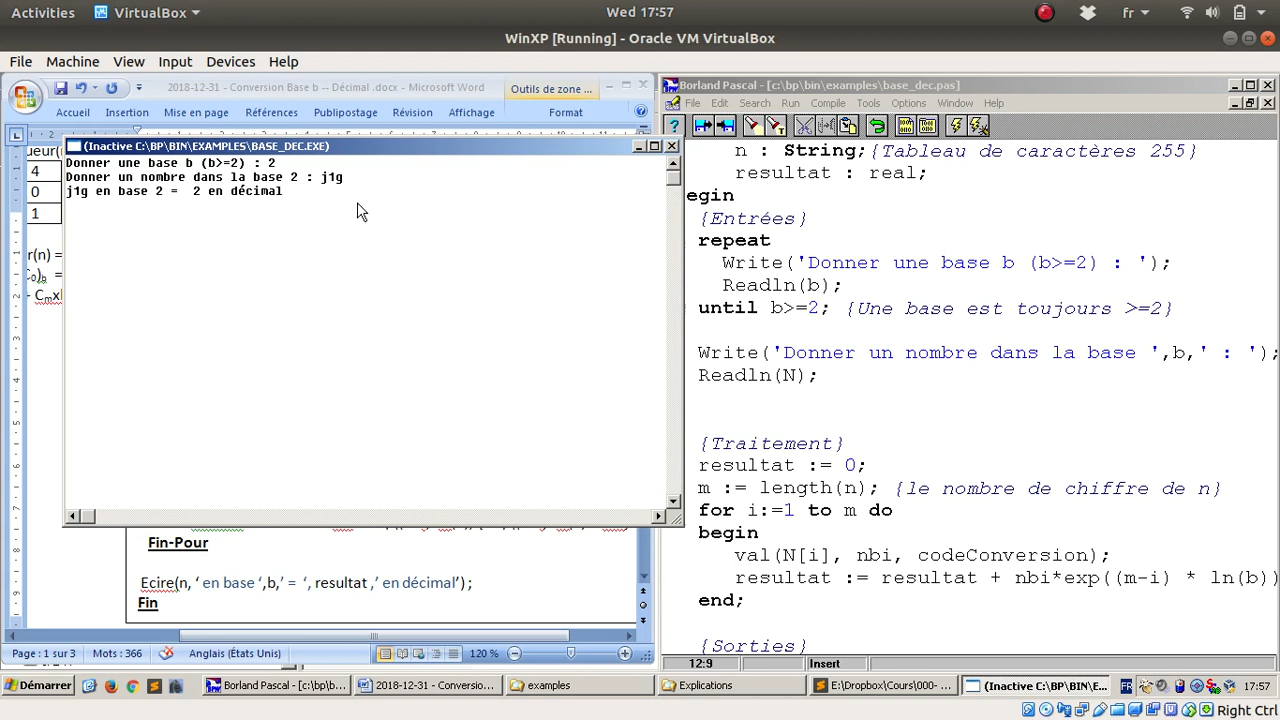 Activities VirtualBox Wed 17:57 fr
WinXP [Running] - Oracle VM VirtualBox
File Machine View Input Devices Help
2018-12-31 - Conversion Base b -- Décimal .docx - Microsoft Word Outils de zone ...
Accueil Insertion Mise en page Références Publipostage Révision Affichage Format
(Inactive C:\BP\BIN\EXAMPLES\BASE_DEC.EXE)
Donner une base b (b>=2) : 2
Donner un nombre dans la base 2 : j1g
j1g en base 2 =  2 en décimal
4
0
1
Fin-Pour
Ecire(n, ‘ en base ‘,b,’ = ‘, resultat ,’ en décimal’) ;
Fin
Page : 1 sur 3 Mots : 366 Anglais (États Unis) 120 %
Borland Pascal - [c:\bp\bin\examples\base_dec.pas]
File Edit Search Run Compile Tools Options Window Help
n : String;{Tableau de caractères 255}
resultat : real;
egin
{Entrées}
repeat
Write('Donner une base b (b>=2) : ');
Readln(b);
until b>=2; {Une base est toujours >=2}
Write('Donner un nombre dans la base ',b,' : ');
Readln(N);
{Traitement}
resultat := 0;
m := length(n); {le nombre de chiffre de n}
for i:=1 to m do
begin
val(N[i], nbi, codeConversion);
resultat := resultat + nbi*exp((m-i) * ln(b))
end;
{Sorties}
12:9 Insert
Démarrer Borland Pascal - [c:\bp\b... 2018-12-31 - Conversio... examples Explications E:\Dropbox\Cours\000- ... (Inactive C:\BP\BIN\E... FR 17:57
Right Ctrl